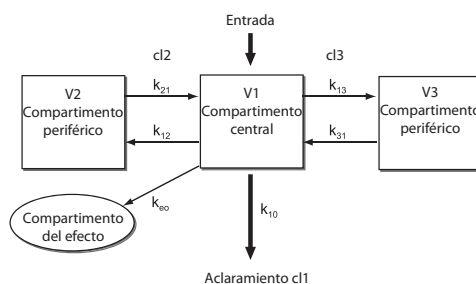 Entrada
cl2
cl3
V2
Compartimento
periférico
k21
k12
V1
Compartimento
central
k13
k31
V3
Compartimento
periférico
Compartimento
del efecto
keo
k10
Aclaramiento cl1